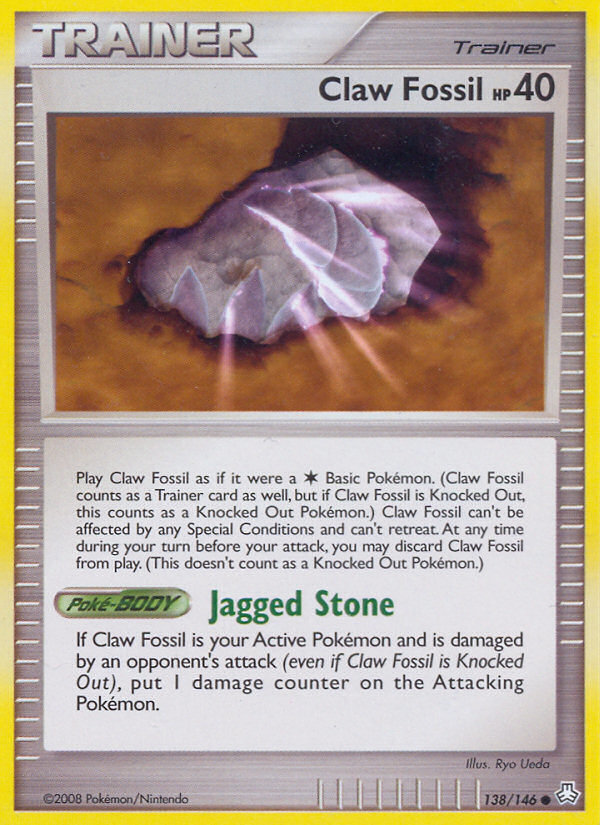 TRAINER
Trainer
Claw Fossil HP 40
Play Claw Fossil as if it were a ✶ Basic Pokémon. (Claw Fossil
counts as a Trainer card as well, but if Claw Fossil is Knocked Out,
this counts as a Knocked Out Pokémon.) Claw Fossil can't be
affected by any Special Conditions and can't retreat. At any time
during your turn before your attack, you may discard Claw Fossil
from play. (This doesn't count as a Knocked Out Pokémon.)
Poké-BODY Jagged Stone
If Claw Fossil is your Active Pokémon and is damaged
by an opponent's attack (even if Claw Fossil is Knocked
Out), put 1 damage counter on the Attacking
Pokémon.
Illus. Ryo Ueda
©2008 Pokémon/Nintendo
138/146